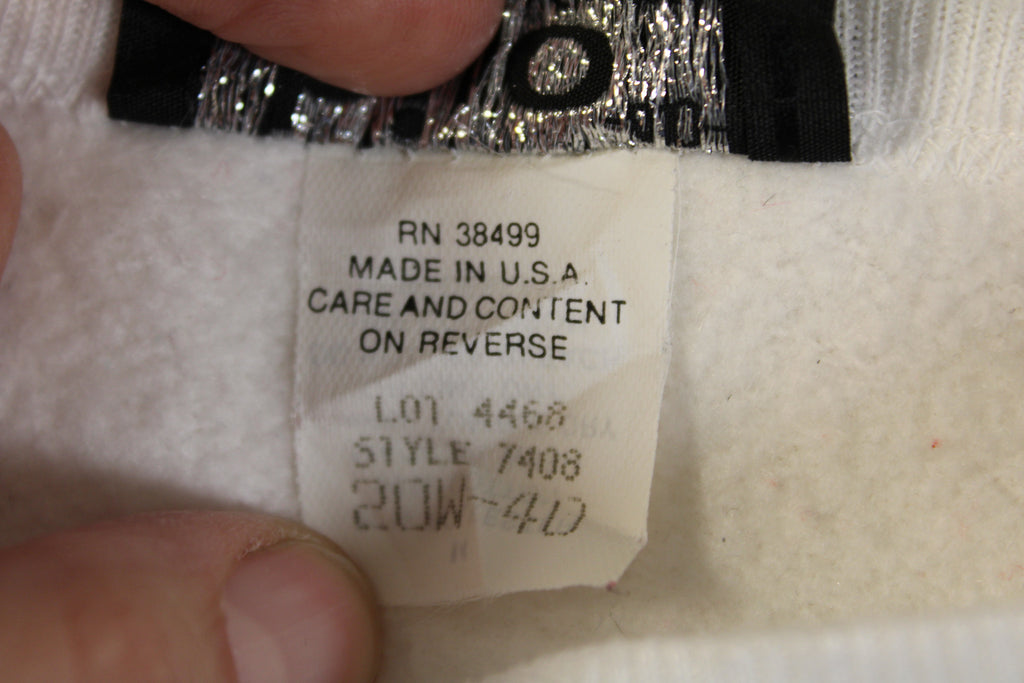 RN 38499
MADE IN U.S.A.
CARE AND CONTENT
ON REVERSE
LOT 4468
STYLE 7408
20W-40